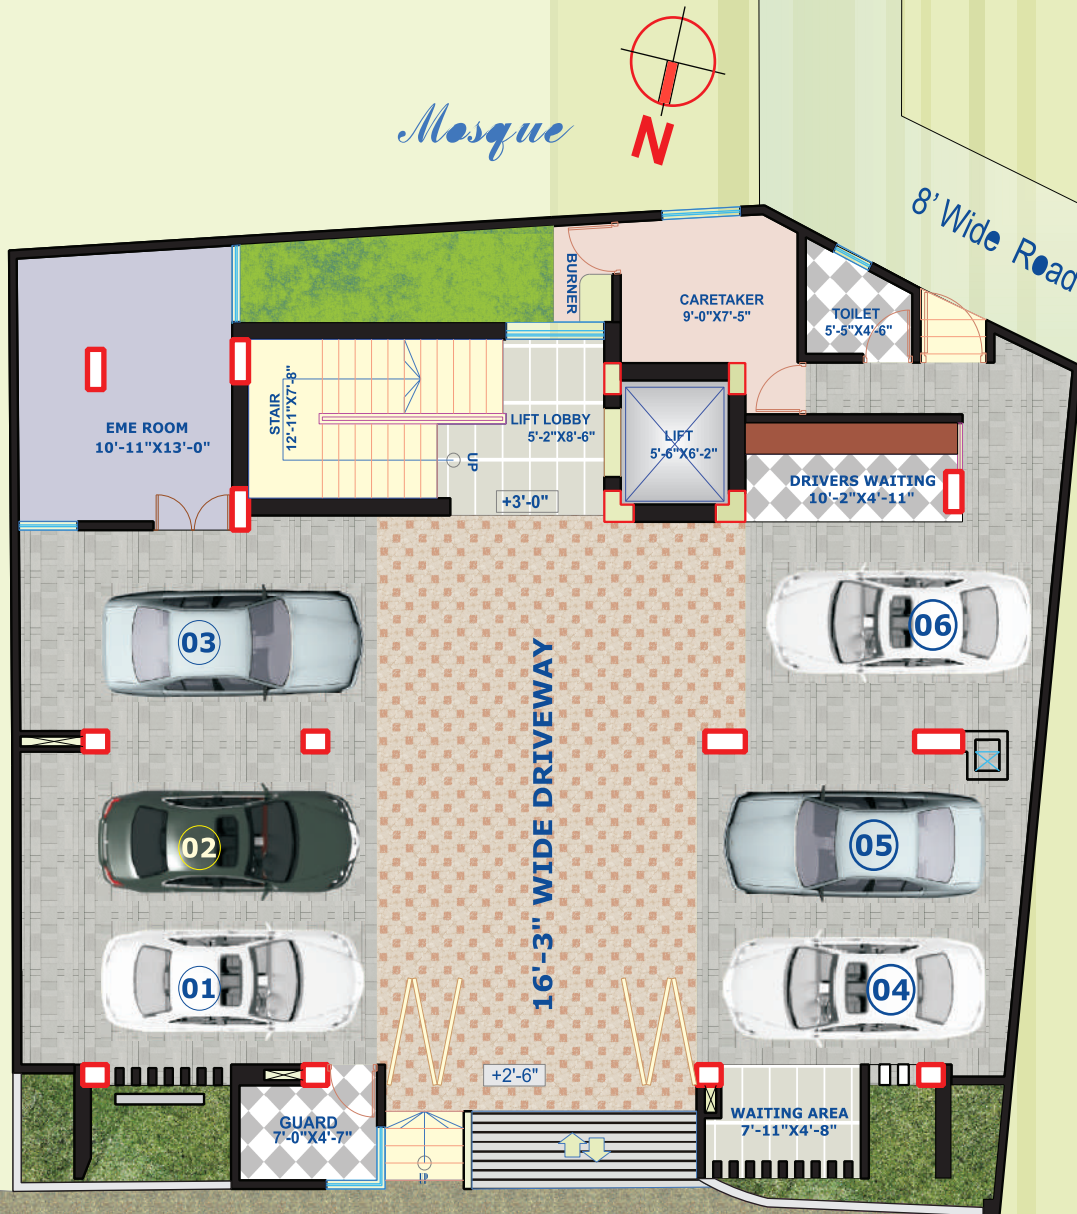 N
Mosque
8' Wide Road
BURNER
CARETAKER
9'-0"X7'-5"
TOILET
5'-5"X4'-6"
EME ROOM
10'-11"X13'-0"
STAIR
12'-11"X7'-8"
UP
LIFT LOBBY
5'-2"X8'-6"
+3'-0"
LIFT
5'-6"X6'-2"
DRIVERS WAITING
10'-2"X4'-11"
03
06
02
05
01
04
16'-3" WIDE DRIVEWAY
+2'-6"
GUARD
7'-0"X4'-7"
WAITING AREA
7'-11"X4'-8"